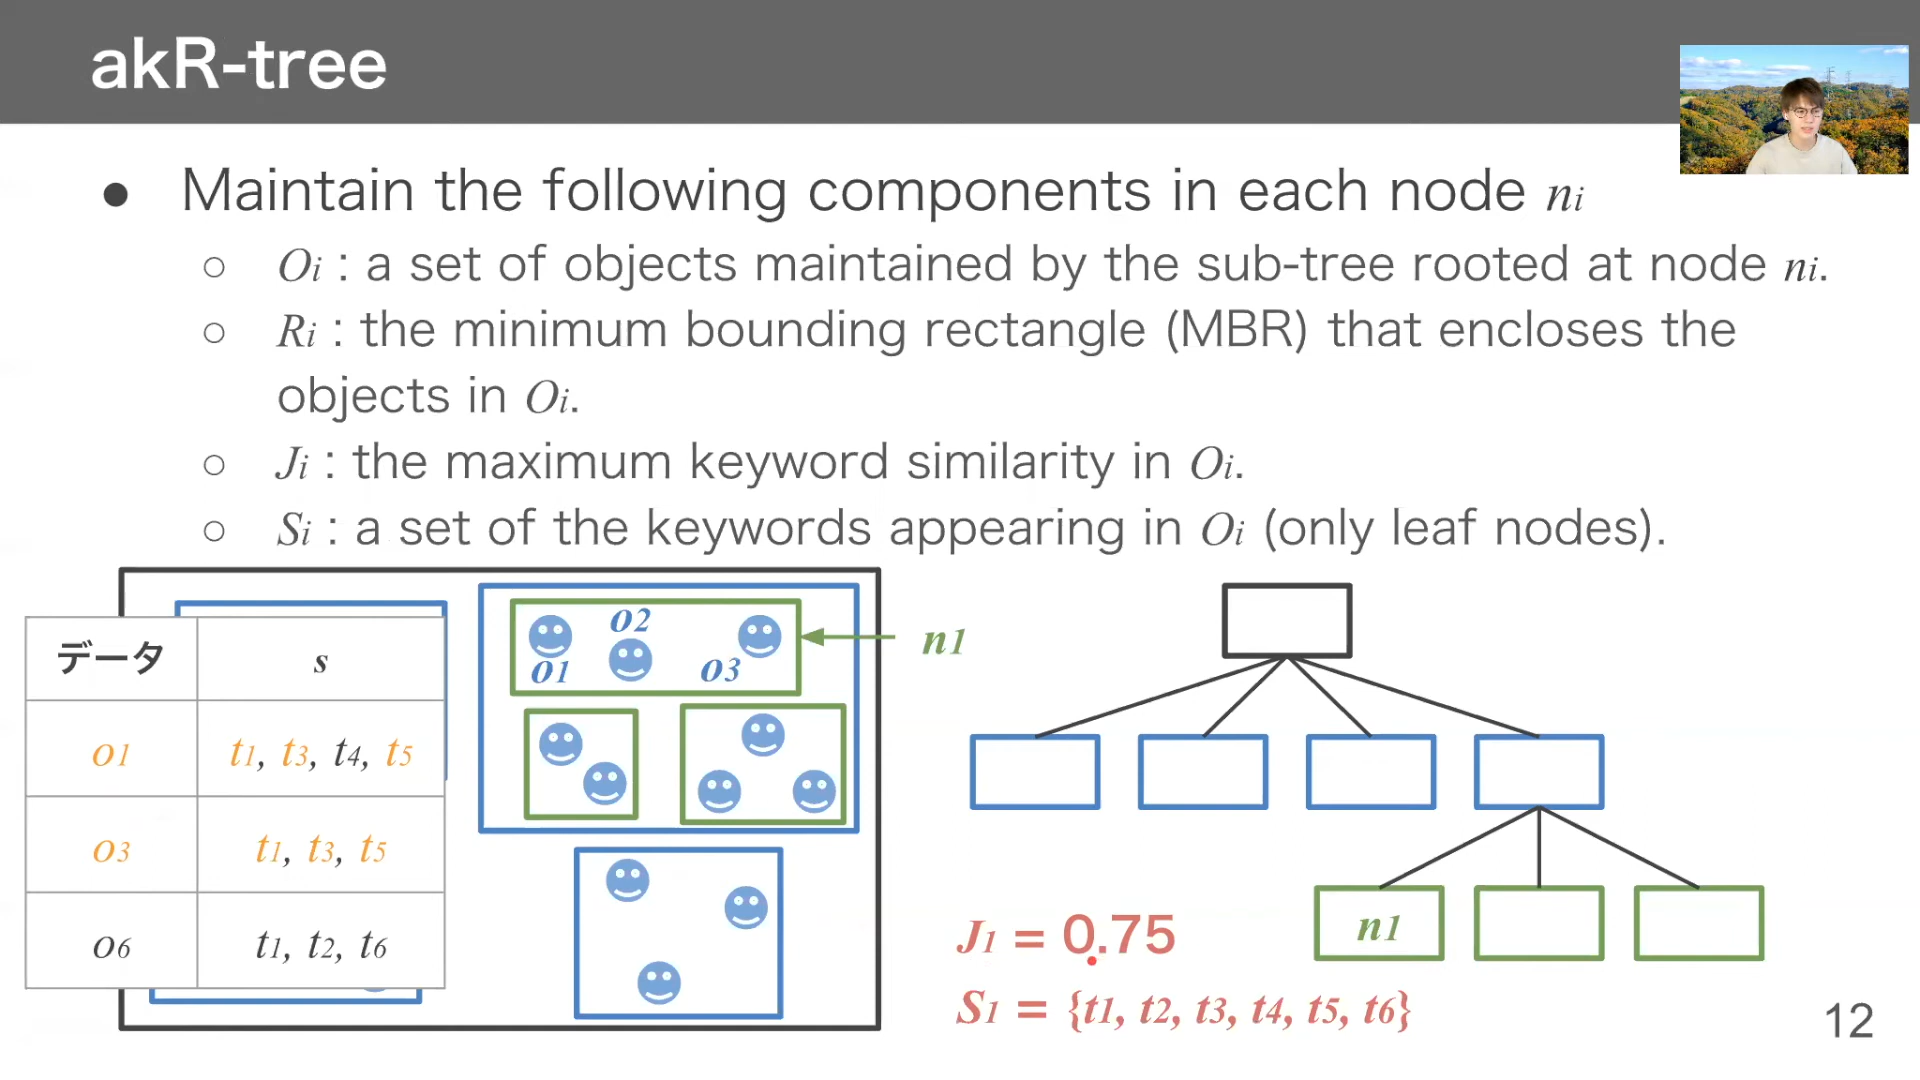 akR-tree
● Maintain the following components in each node ni
○ Oi : a set of objects maintained by the sub-tree rooted at node ni.
○ Ri : the minimum bounding rectangle (MBR) that encloses the
objects in Oi.
○ Ji : the maximum keyword similarity in Oi.
○ Si : a set of the keywords appearing in Oi (only leaf nodes).
データ s
o1 t1, t3, t4, t5
o3 t1, t3, t5
o6 t1, t2, t6
o2
o1 o3
n1
n1
J1 = 0.75
S1 = {t1, t2, t3, t4, t5, t6}
12